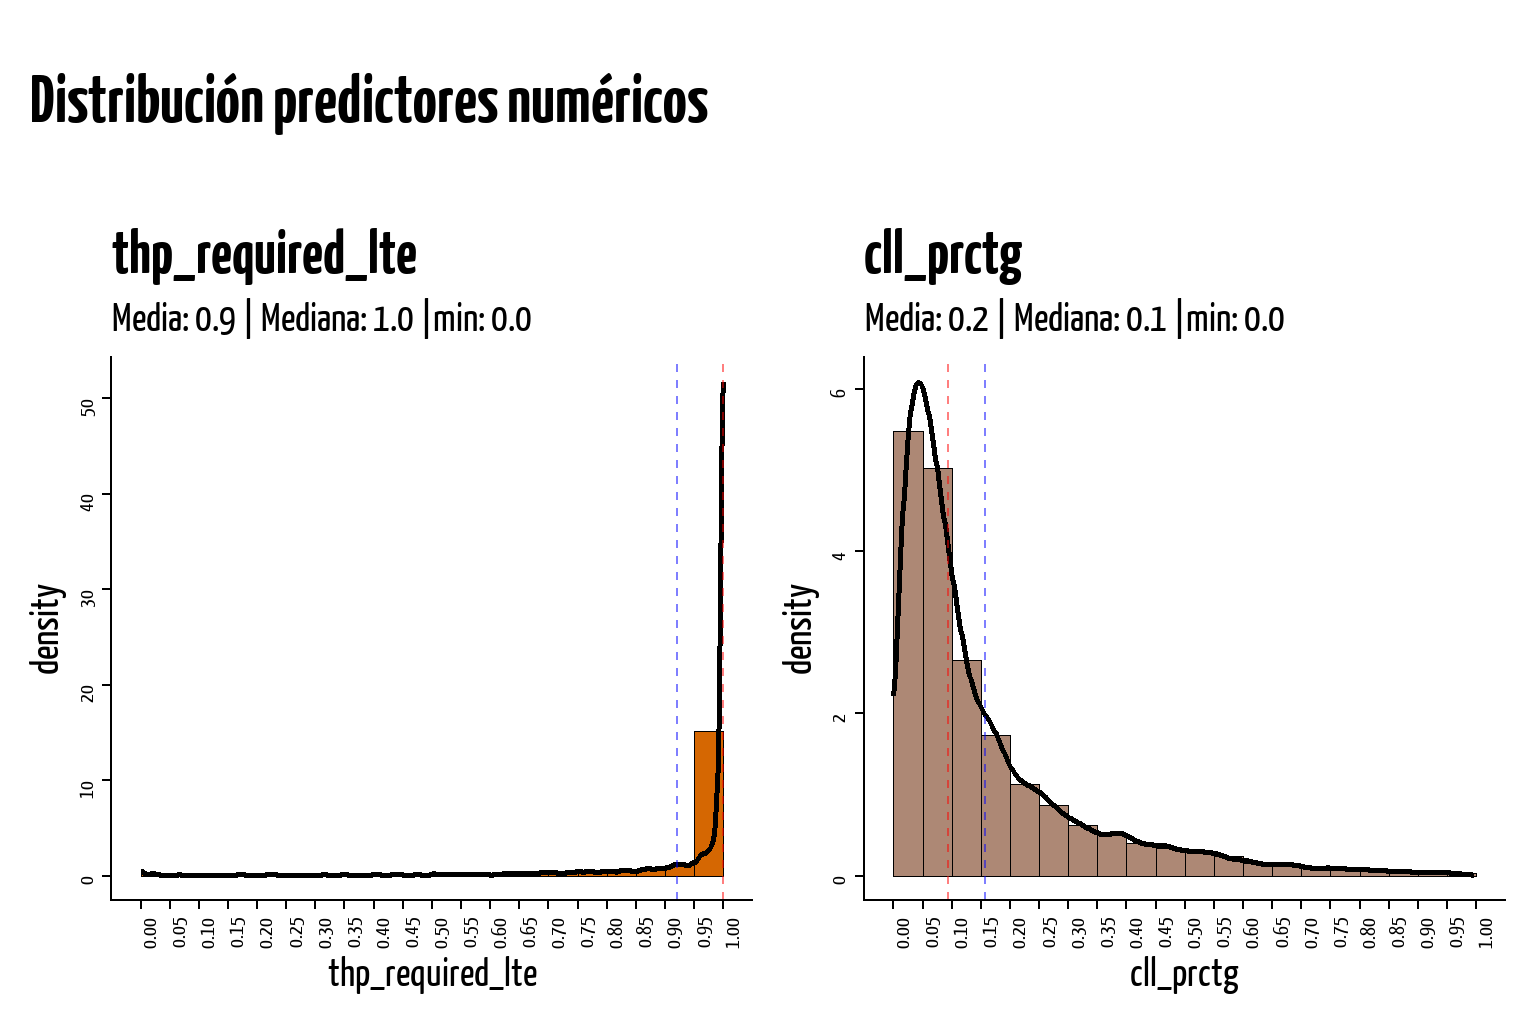 Distribución predictores numéricos
thp_required_lte
Media: 0.9 | Mediana: 1.0 |min: 0.0
density
50
40
30
20
10
0
0.00 0.05 0.10 0.15 0.20 0.25 0.30 0.35 0.40 0.45 0.50 0.55 0.60 0.65 0.70 0.75 0.80 0.85 0.90 0.95 1.00
thp_required_lte
cll_prctg
Media: 0.2 | Mediana: 0.1 |min: 0.0
density
6
4
2
0
0.00 0.05 0.10 0.15 0.20 0.25 0.30 0.35 0.40 0.45 0.50 0.55 0.60 0.65 0.70 0.75 0.80 0.85 0.90 0.95 1.00
cll_prctg